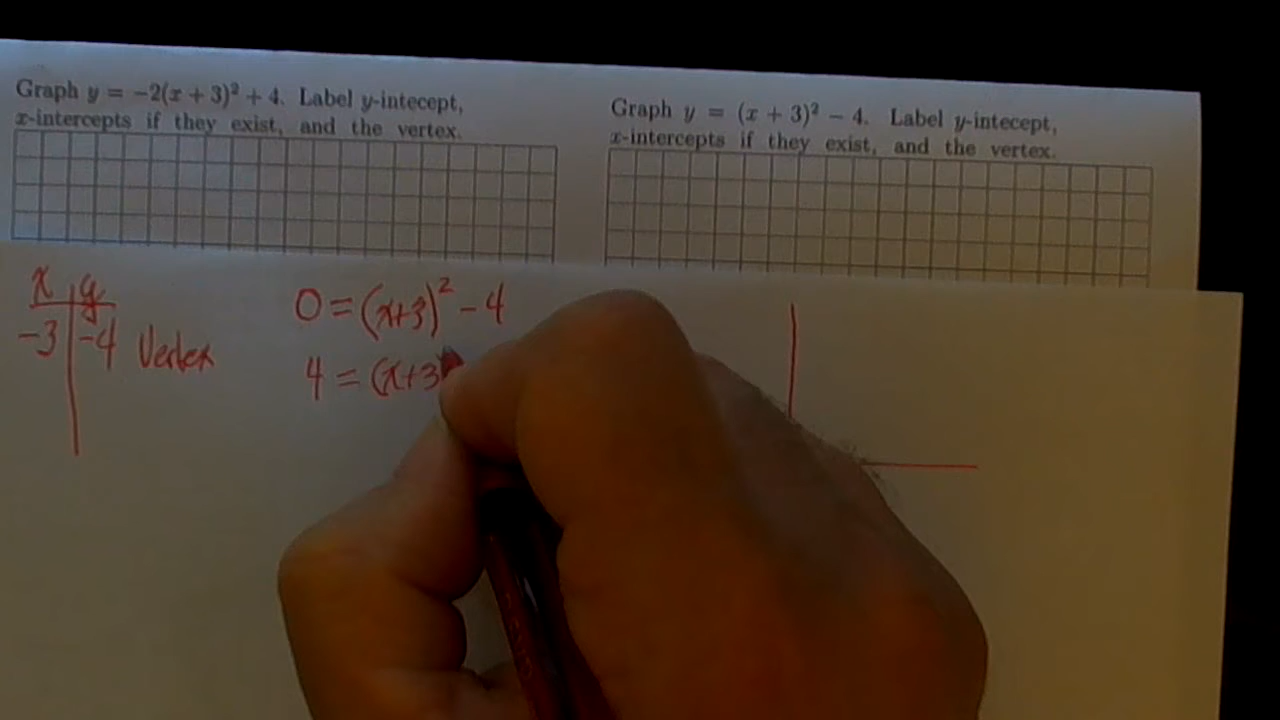 Graph y = −2(x + 3)² + 4. Label y-intecept,
x-intercepts if they exist, and the vertex.
Graph y = (x + 3)² − 4. Label y-intecept,
x-intercepts if they exist, and the vertex.
x y
-3 -4 Vertex
0 = (x+3)² - 4
4 = (x+3)